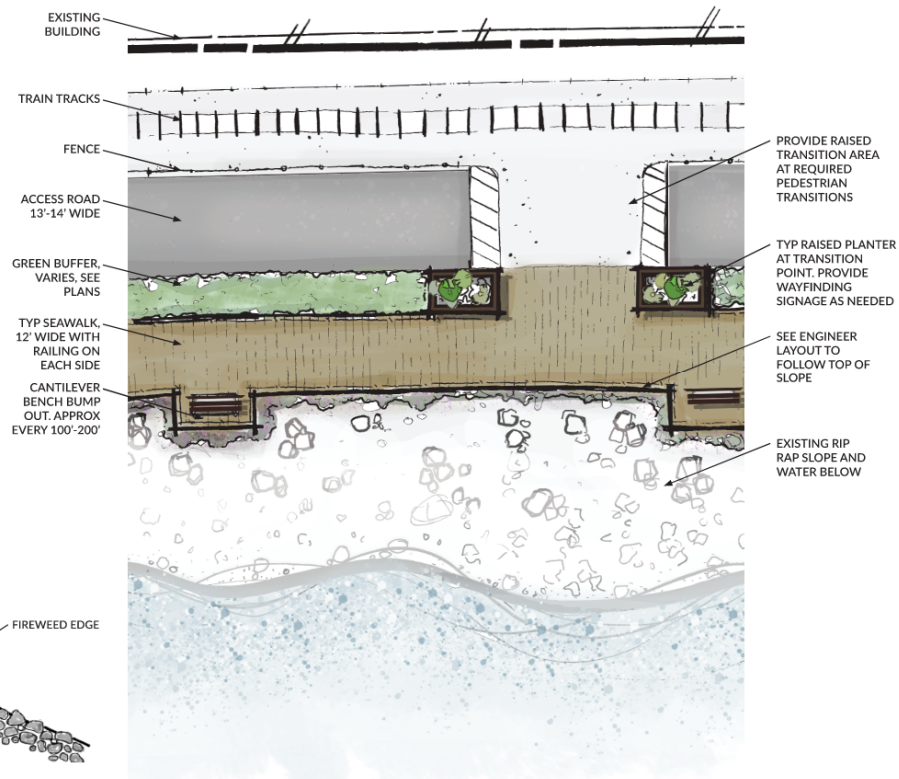 EXISTING
BUILDING
TRAIN TRACKS
FENCE
ACCESS ROAD
13'-14' WIDE
GREEN BUFFER,
VARIES, SEE
PLANS
TYP SEAWALK,
12' WIDE WITH
RAILING ON
EACH SIDE
CANTILEVER
BENCH BUMP
OUT. APPROX
EVERY 100'-200'
FIREWEED EDGE
PROVIDE RAISED
TRANSITION AREA
AT REQUIRED
PEDESTRIAN
TRANSITIONS
TYP RAISED PLANTER
AT TRANSITION
POINT. PROVIDE
WAYFINDING
SIGNAGE AS NEEDED
SEE ENGINEER
LAYOUT TO
FOLLOW TOP OF
SLOPE
EXISTING RIP
RAP SLOPE AND
WATER BELOW